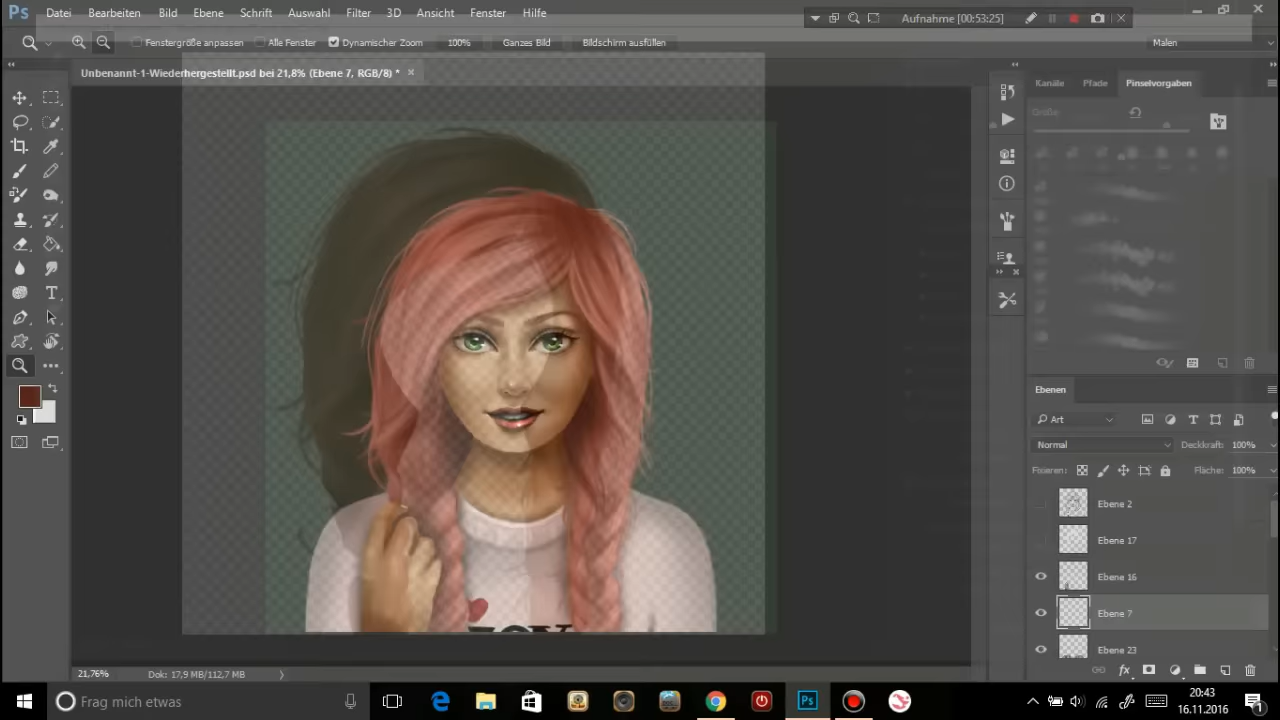 Ps Datei Bearbeiten Bild Ebene Schrift Auswahl Filter 3D Ansicht Fenster Hilfe Aufnahme [00:53:25]
Fenstergröße anpassen Alle Fenster Dynamischer Zoom 100% Ganzes Bild Bildschirm ausfüllen Malen
Unbenannt-1-Wiederhergestellt.psd bei 21,8% (Ebene 7, RGB/8) * Kanäle Pfade Pinselvorgaben
Größe:
Ebenen
Art
Normal Deckkraft: 100%
Fixieren: Fläche: 100%
Ebene 2
Ebene 17
Ebene 16
Ebene 7
Ebene 23
21,76% Dok: 17,9 MB/112,7 MB
Frag mich etwas Ps 20:43
16.11.2016